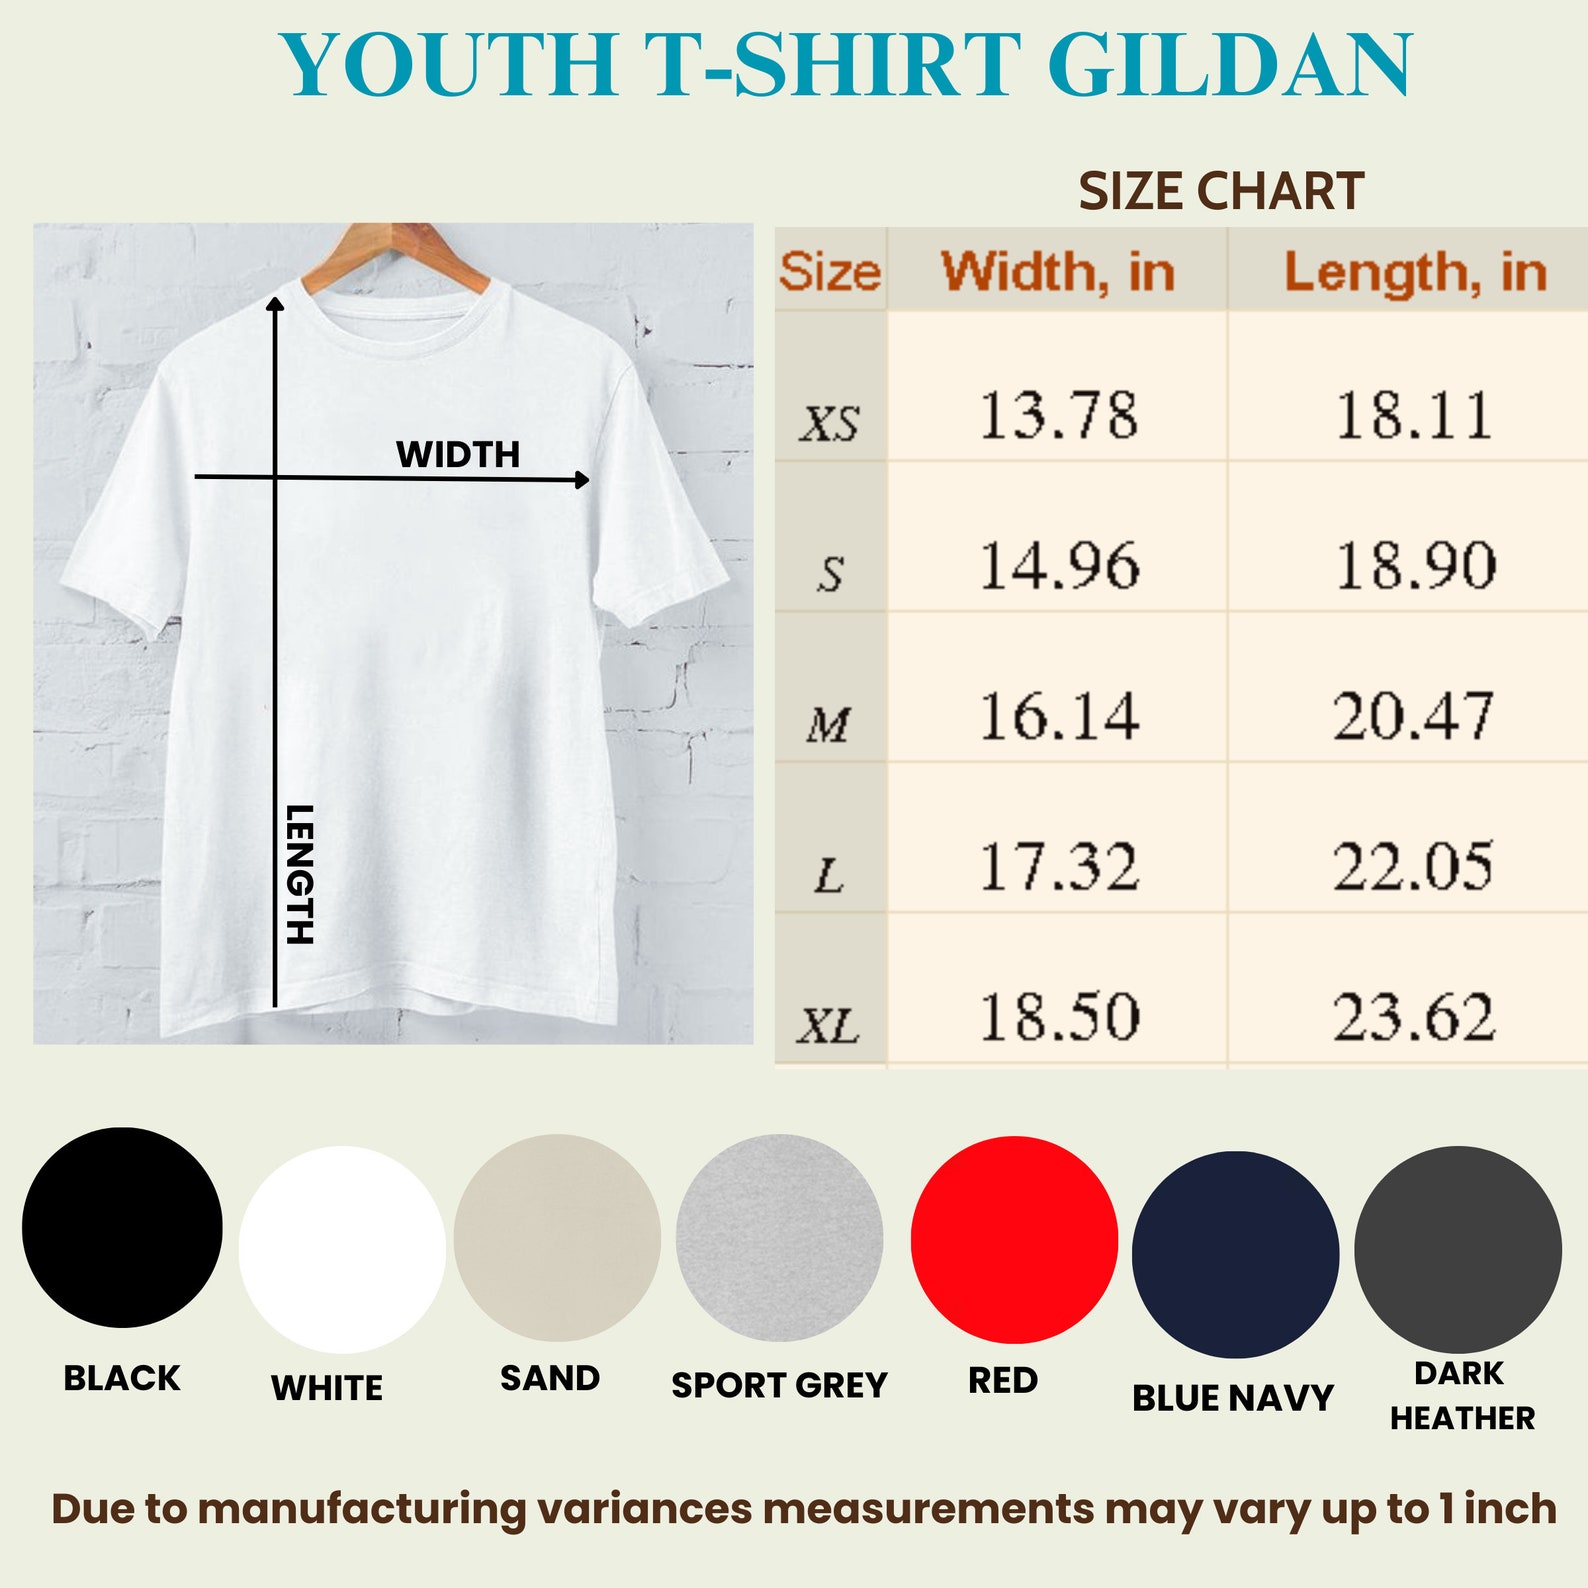 YOUTH T-SHIRT GILDAN
SIZE CHART
Size Width, in Length, in
XS 13.78 18.11
S 14.96 18.90
M 16.14 20.47
L 17.32 22.05
XL 18.50 23.62
WIDTH
LENGTH
BLACK
WHITE
SAND
SPORT GREY
RED
BLUE NAVY
DARK
HEATHER
Due to manufacturing variances measurements may vary up to 1 inch